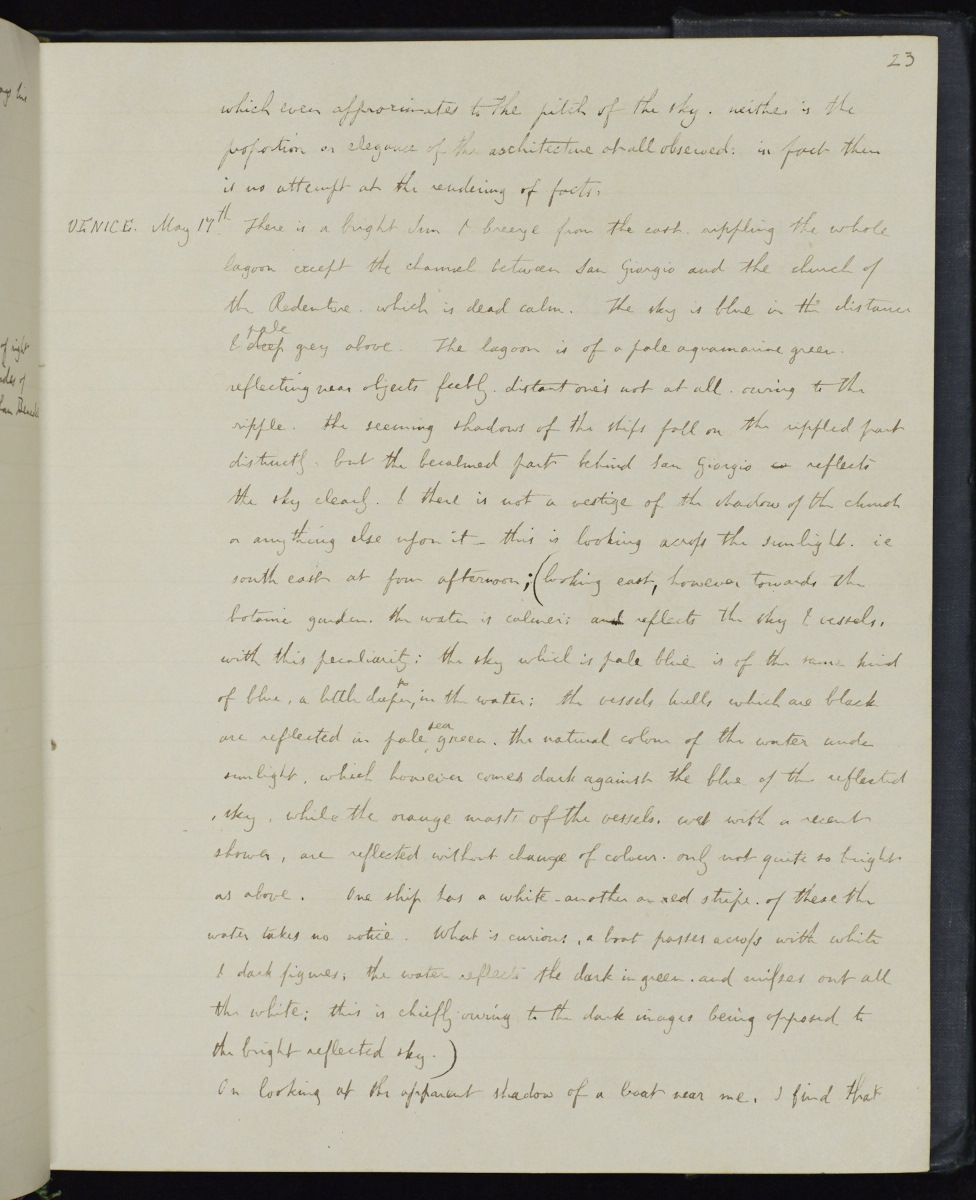 23
which even approximates to the pitch of the sky. neither is the
proportion or elegance of the architecture at all observed: in fact there
is no attempt at the rendering of facts.
VENICE. May 17th There is a bright sun & breeze from the east. rippling the whole
lagoon except the channel between San Giorgio and the church of
the Redentore. which is dead calm. The sky is blue in the distance
pale
& deep grey above. The lagoon is of a pale aquamarine green.
reflecting near objects feebly. distant one's not at all. owing to the
ripple. the seeming shadows of the ships fall on the rippled part
distinctly. but the becalmed part behind San Giorgio reflects
the sky clearly. & there is not a vestige of the shadow of the church
or anything else upon it - this is looking across the sunlight. ie
south east at four afternoon; (looking east, however towards the
botanic garden. the water is calmer; and reflects the sky & vessels.
with this peculiarity: the sky which is pale blue is of the same kind
of blue, a little deeper, in the water; the vessels hulls which are black
sea
are reflected in pale green. the natural colour of the water under
sunlight. which however comes dark against the blue of the reflected
sky. while the orange masts of the vessels. wet with a recent
shower, are reflected without change of colour. only not quite so bright
as above. One ship has a white - another a red stripe. of these the
water takes no notice. What is curious, a boat passes across with white
& dark figures; the water reflects the dark in green. and misses out all
the white; this is chiefly owing to the dark images being opposed to
the bright reflected sky.)
On looking at the apparent shadow of a boat near me. I find that
of right